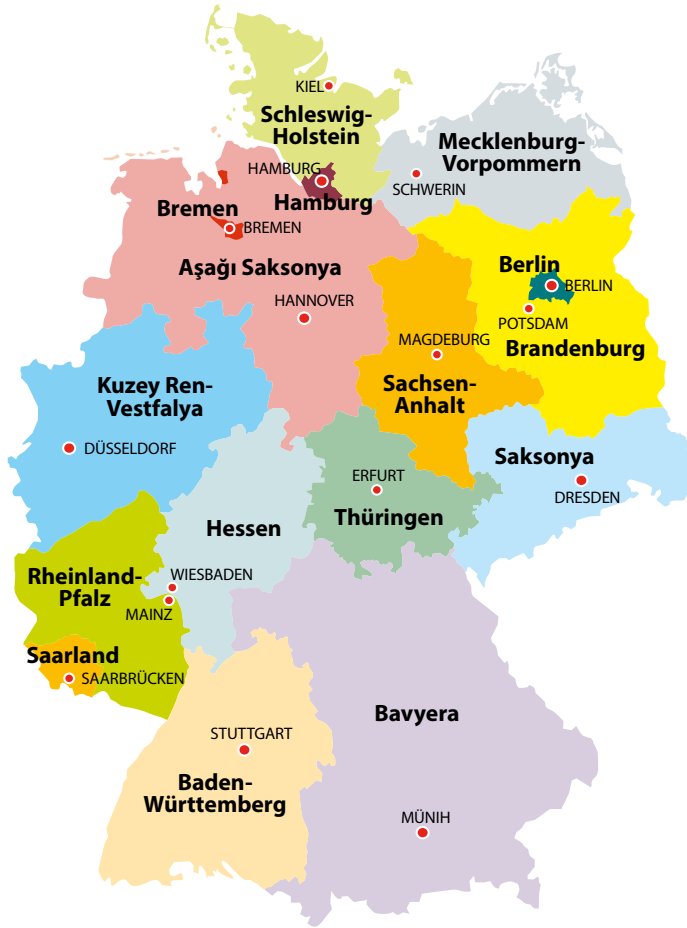 KIEL
Schleswig-
Holstein
Mecklenburg-
Vorpommern
HAMBURG
SCHWERIN
Hamburg
Bremen
BREMEN
Aşağı Saksonya
Berlin
BERLIN
HANNOVER
POTSDAM
MAGDEBURG
Brandenburg
Kuzey Ren-
Vestfalya
Sachsen-
Anhalt
DÜSSELDORF
Saksonya
ERFURT
DRESDEN
Thüringen
Hessen
Rheinland-
Pfalz
WIESBADEN
MAINZ
Saarland
SAARBRÜCKEN
Bavyera
STUTTGART
Baden-
Württemberg
MÜNIH